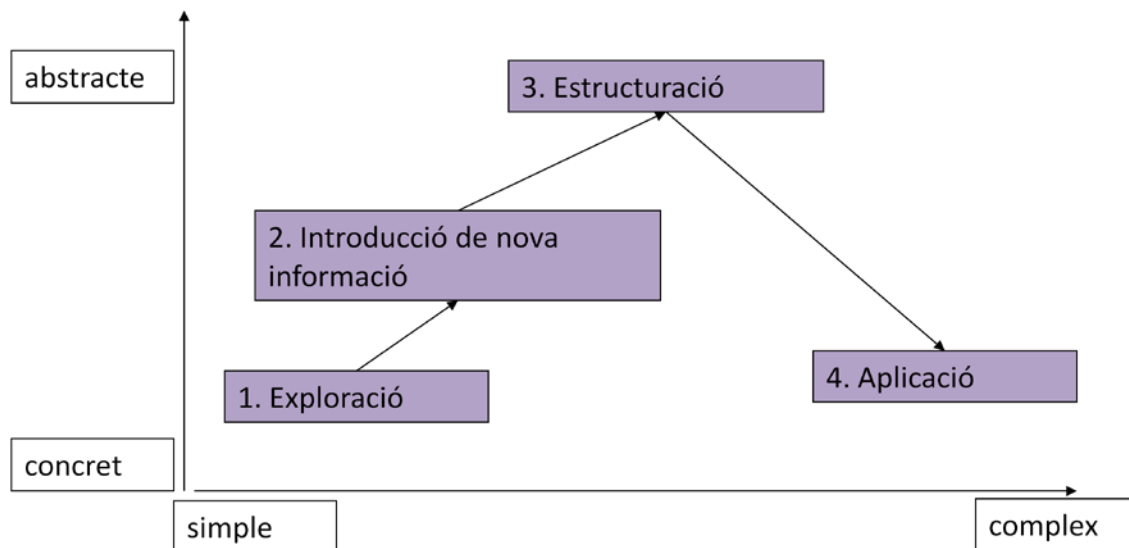 abstracte
3. Estructuració
2. Introducció de nova
informació
1. Exploració
4. Aplicació
concret
simple
complex